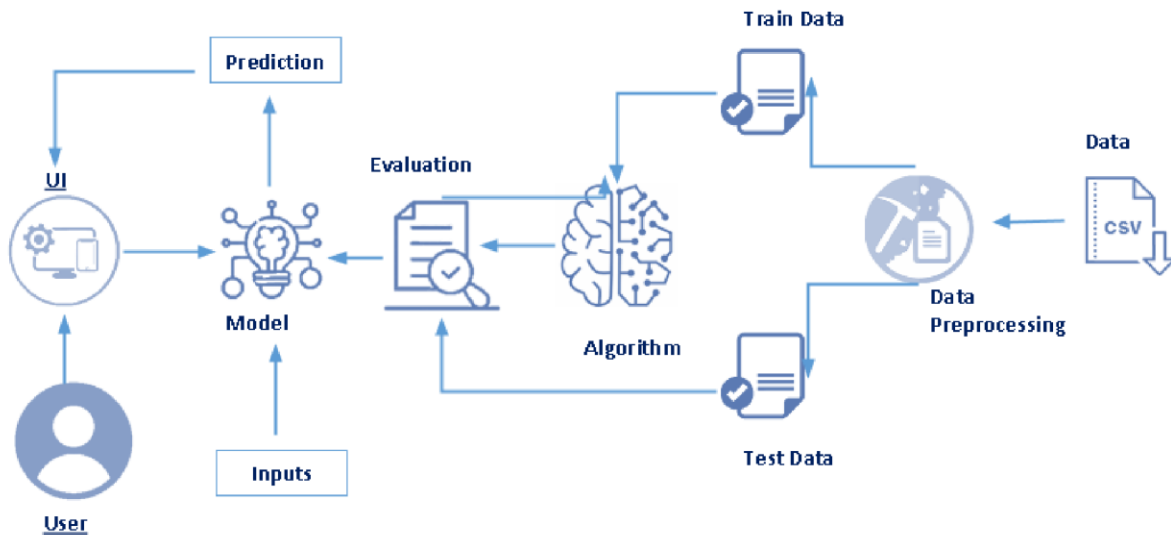 Train Data
Prediction
Data
Evaluation
UI
CSV
Model
Data
Preprocessing
Algorithm
Inputs
Test Data
User